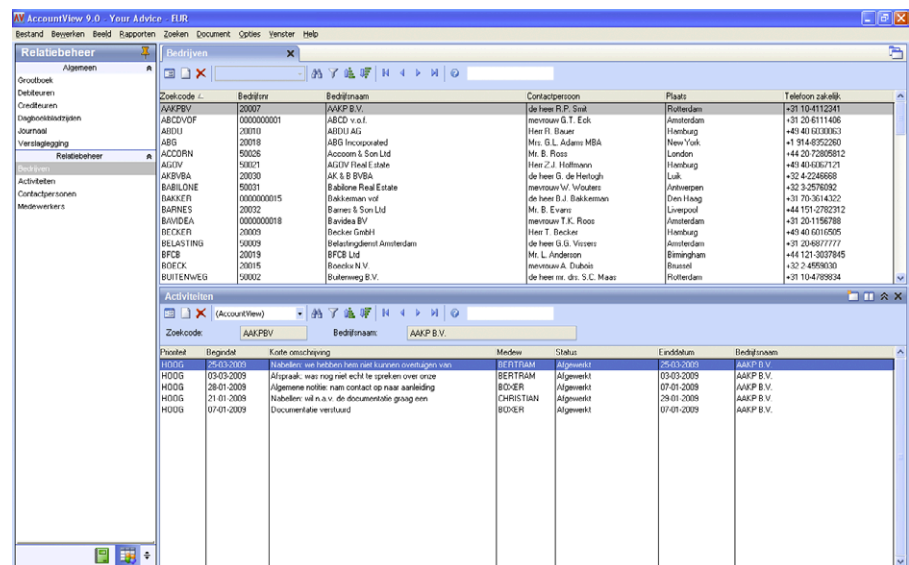 AccountView 9.0 - Your Advice - EUR
Bestand Bewerken Beeld Rapporten Zoeken Document Opties Venster Help
Relatiebeheer
Algemeen
Grootboek
Debiteuren
Crediteuren
Dagboekbladzijden
Journaal
Verslaglegging
Relatiebeheer
Bedrijven
Activiteiten
Contactpersonen
Medewerkers
Bedrijven
Zoekcode Bedrijfsnr Bedrijfsnaam Contactpersoon Plaats Telefoon zakelijk
AAKPBV 20007 AAKP B.V. de heer R.P. Smit Rotterdam +31 10-4112341
ABCDVOF 0000000001 ABCD v.o.f. mevrouw G.T. Eck Amsterdam +31 20-6111406
ABDU 20010 ABDU AG Herr R. Bauer Hamburg +49 40 6030063
ABG 20018 ABG Incorporated Mrs. G.L. Adams MBA New York +1 914-8352260
ACCORN 50026 Accoorn & Son Ltd Mr. B. Ross London +44 20-72805812
AGOV 50021 AGOV Real Estate Herr Z.J. Hoffmann Hamburg +49 40-6067121
AKBVBA 20030 AK & B BVBA de heer G. de Hertogh Luik +32 4-2246668
BABILONE 50031 Babilone Real Estate mevrouw W. Wouters Antwerpen +32 3-2576092
BAKKER 0000000015 Bakkerman vof de heer B.J. Bakkerman Den Haag +31 70-3614322
BARNES 20032 Barnes & Son Ltd Mr. B. Evans Liverpool +44 151-2782312
BAVIDEA 0000000018 Bavidea BV mevrouw T.K. Roos Amsterdam +31 20-1156788
BECKER 20009 Becker GmbH Herr T. Becker Hamburg +49 40 6016505
BELASTING 50009 Belastingdienst Amsterdam de heer G.G. Vissers Amsterdam +31 20-6877777
BFCB 20019 BFCB Ltd Mr. L. Anderson Birmingham +44 121-3037845
BOECK 20015 Boeckx N.V. mevrouw A. Dubois Brussel +32 2-4559030
BUITENWEG 50002 Buitenweg B.V. de heer mr. drs. S.C. Maas Rotterdam +31 10-4789834
Activiteiten
(AccountView)
Zoekcode: AAKPBV Bedrijfsnaam: AAKP B.V.
Prioriteit Begindat Korte omschrijving Medew Status Einddatum Bedrijfsnaam
HOOG 25-03-2009 Nabellen: we hebben hem niet kunnen overtuigen van BERTRAM Afgewerkt 25-03-2009 AAKP B.V.
HOOG 03-03-2009 Afspraak: was nog niet echt te spreken over onze BERTRAM Afgewerkt 03-03-2009 AAKP B.V.
HOOG 28-01-2009 Algemene notitie: nam contact op naar aanleiding BOXER Afgewerkt 07-01-2009 AAKP B.V.
HOOG 21-01-2009 Nabellen: wil n.a.v. de documentatie graag een CHRISTIAN Afgewerkt 29-01-2009 AAKP B.V.
HOOG 07-01-2009 Documentatie verstuurd BOXER Afgewerkt 07-01-2009 AAKP B.V.